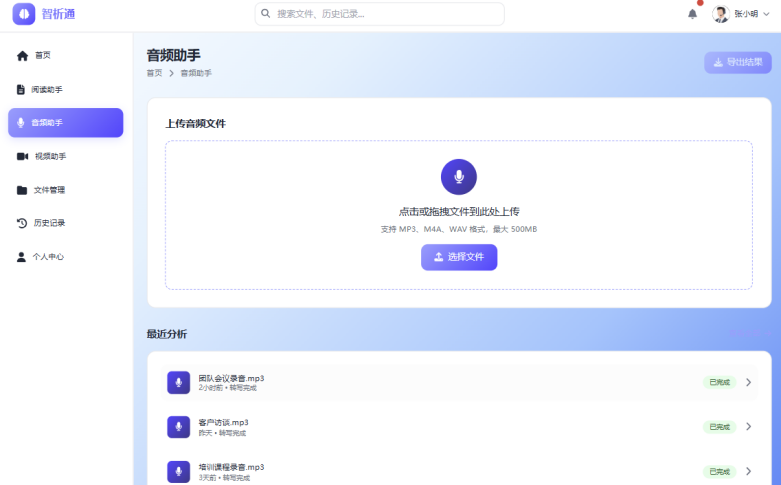 智析通
搜索文件、历史记录...
张小明
首页
阅读助手
音频助手
视频助手
文件管理
历史记录
个人中心
音频助手
首页 > 音频助手
导出结果
上传音频文件
点击或拖拽文件到此处上传
支持 MP3、M4A、WAV 格式，最大 500MB
选择文件
最近分析
团队会议录音.mp3
2小时前 • 转写完成
已完成
客户访谈.mp3
昨天 • 转写完成
已完成
培训课程录音.mp3
3天前 • 转写完成
已完成